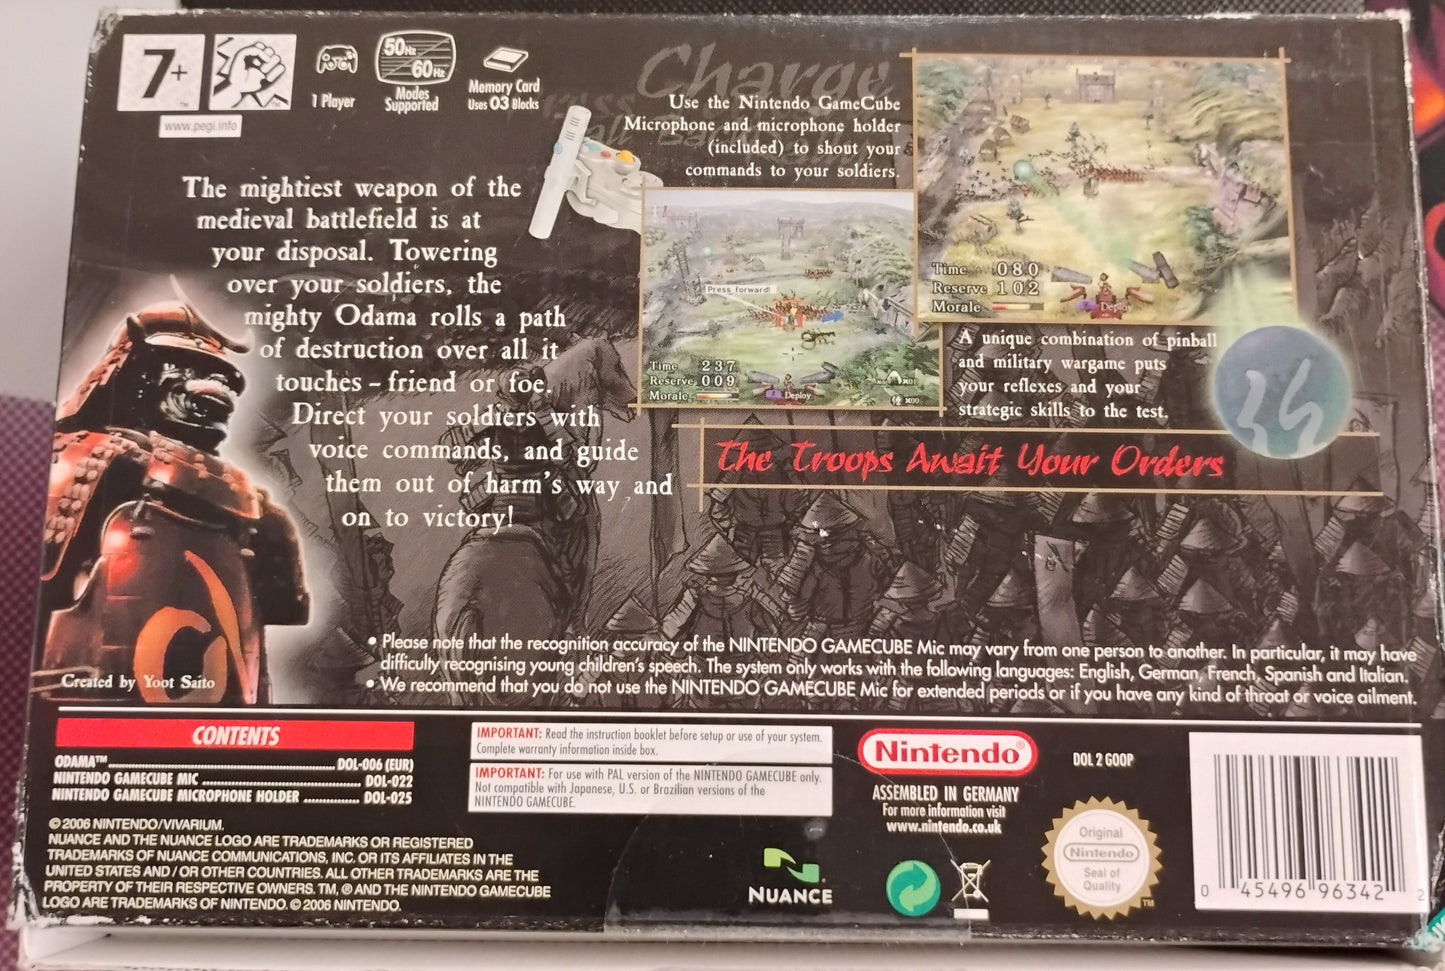 7+
1 Player
50Hz
60Hz
Modes
Supported
Memory Card
Uses 03 Blocks
www.pegi.info
Charge
Use the Nintendo GameCube
Microphone and microphone holder
(included) to shout your
commands to your soldiers.
The mightiest weapon of the
medieval battlefield is at
your disposal. Towering
over your soldiers, the
mighty Odama rolls a path
of destruction over all it
touches – friend or foe.
Direct your soldiers with
voice commands, and guide
them out of harm's way and
on to victory!
Press forward!
Time 237
Reserve 009
Morale
Deploy
Time 080
Reserve 102
Morale
Deploy
A unique combination of pinball
and military wargame puts
your reflexes and your
strategic skills to the test.
The Troops Await Your Orders
Created by Yoot Saito
• Please note that the recognition accuracy of the NINTENDO GAMECUBE Mic may vary from one person to another. In particular, it may have
difficulty recognising young children's speech. The system only works with the following languages: English, German, French, Spanish and Italian.
• We recommend that you do not use the NINTENDO GAMECUBE Mic for extended periods or if you have any kind of throat or voice ailment.
CONTENTS
ODAMA™ DOL-006 (EUR)
NINTENDO GAMECUBE MIC DOL-022
NINTENDO GAMECUBE MICROPHONE HOLDER DOL-025
© 2006 NINTENDO/VIVARIUM.
NUANCE AND THE NUANCE LOGO ARE TRADEMARKS OR REGISTERED
TRADEMARKS OF NUANCE COMMUNICATIONS, INC. OR ITS AFFILIATES IN THE
UNITED STATES AND / OR OTHER COUNTRIES. ALL OTHER TRADEMARKS ARE THE
PROPERTY OF THEIR RESPECTIVE OWNERS. TM, ® AND THE NINTENDO GAMECUBE
LOGO ARE TRADEMARKS OF NINTENDO. © 2006 NINTENDO.
IMPORTANT: Read the instruction booklet before setup or use of your system.
Complete warranty information inside box.
IMPORTANT: For use with PAL version of the NINTENDO GAMECUBE only.
Not compatible with Japanese, U.S. or Brazilian versions of the
NINTENDO GAMECUBE.
NUANCE
Nintendo®
ASSEMBLED IN GERMANY
For more information visit
www.nintendo.co.uk
DOL 2 GOOP
Original
Nintendo
Seal of
Quality
TM
0 45496 96342 2